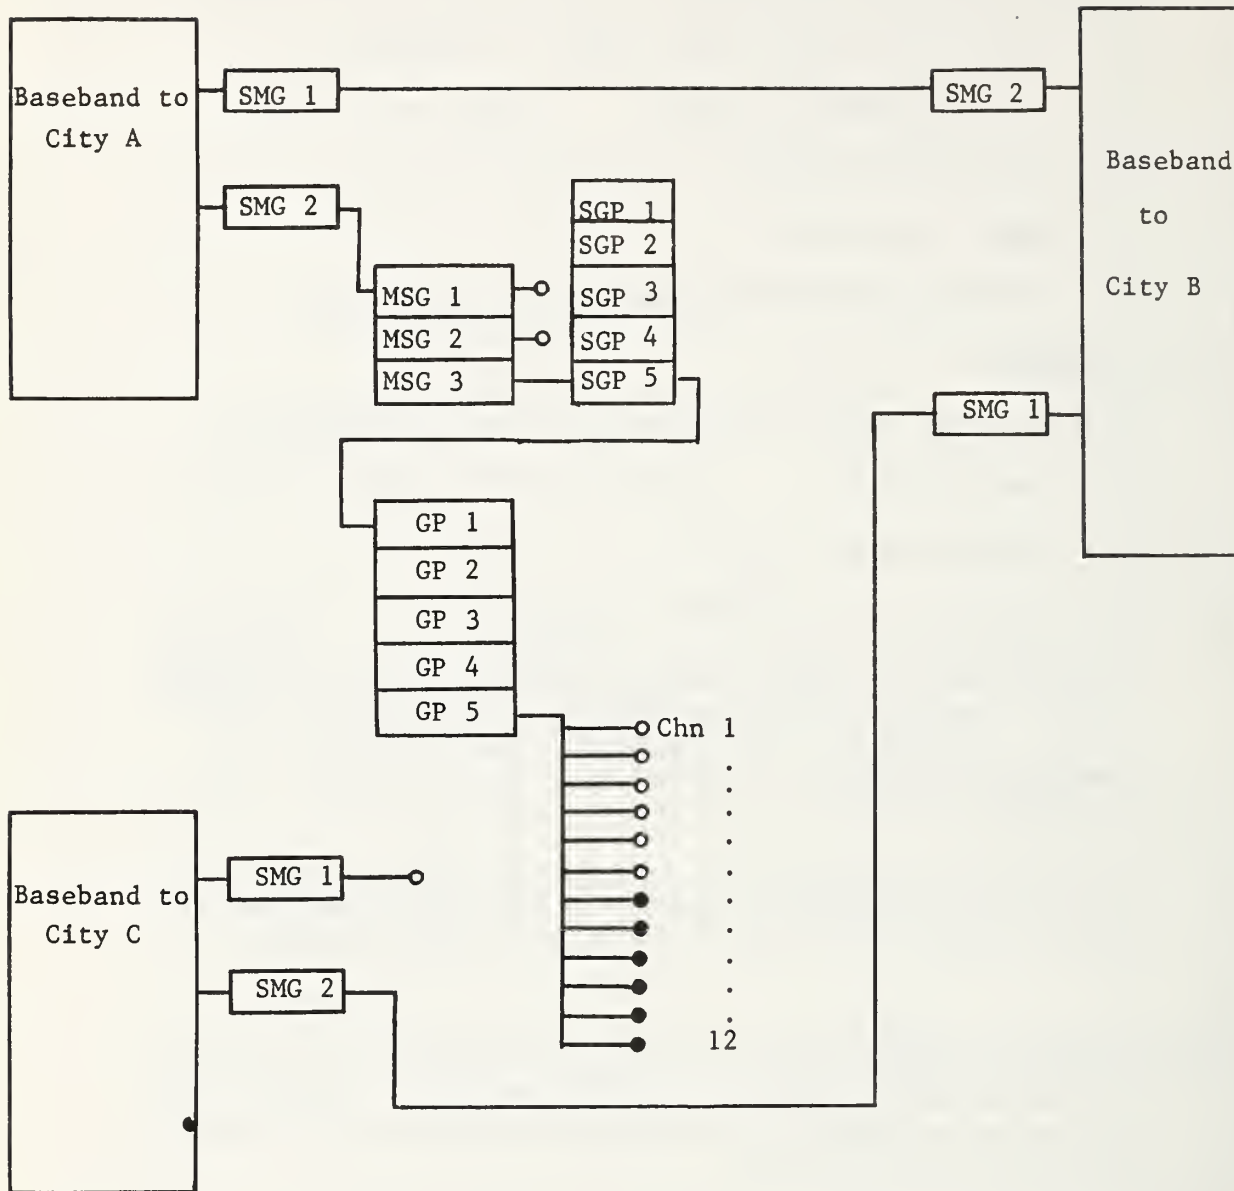 Baseband to
City A
SMG 1
SMG 2
SMG 2
Baseband
to
City B
SMG 1
MSG 1
MSG 2
MSG 3
SGP 1
SGP 2
SGP 3
SGP 4
SGP 5
GP 1
GP 2
GP 3
GP 4
GP 5
Chn 1
.
.
.
.
.
.
.
.
.
.
12
Baseband to
City C
SMG 1
SMG 2